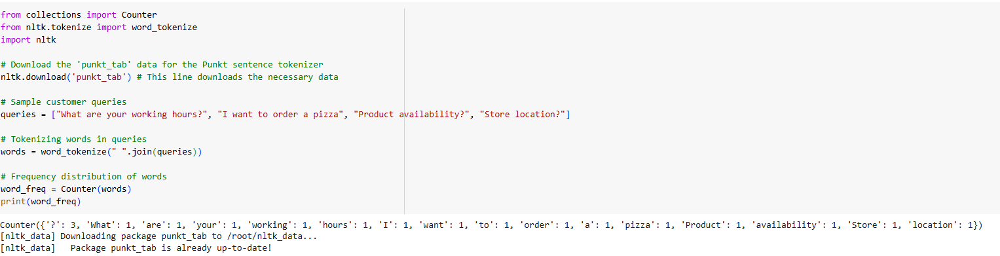 from collections import Counter
from nltk.tokenize import word_tokenize
import nltk
# Download the 'punkt_tab' data for the Punkt sentence tokenizer
nltk.download('punkt_tab') # This line downloads the necessary data
# Sample customer queries
queries = ["What are your working hours?", "I want to order a pizza", "Product availability?", "Store location?"]
# Tokenizing words in queries
words = word_tokenize(" ".join(queries))
# Frequency distribution of words
word_freq = Counter(words)
print(word_freq)
Counter({'?': 3, 'What': 1, 'are': 1, 'your': 1, 'working': 1, 'hours': 1, 'I': 1, 'want': 1, 'to': 1, 'order': 1, 'a': 1, 'pizza': 1, 'Product': 1, 'availability': 1, 'Store': 1, 'location': 1})
[nltk_data] Downloading package punkt_tab to /root/nltk_data...
[nltk_data]   Package punkt_tab is already up-to-date!